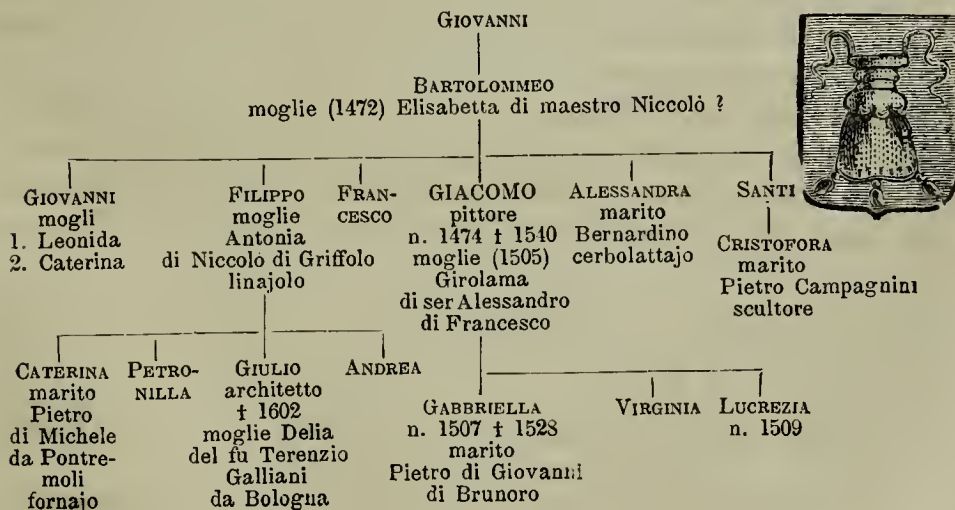 GIOVANNI
BARTOLOMMEO
moglie (1472) Elisabetta di maestro Niccolò ?
GIOVANNI
mogli
1. Leonida
2. Caterina
FILIPPO
moglie
Antonia
di Niccolò di Griffolo
linajolo
FRAN-
CESCO
GIACOMO
pittore
n. 1474 † 1540
moglie (1505)
Girolama
di ser Alessandro
di Francesco
ALESSANDRA
marito
Bernardino
cerbolattajo
SANTI
CRISTOFORA
marito
Pietro Campagnini
scultore
CATERINA
marito
Pietro
di Michele
da Pontre-
moli
fornajo
PETRO-
NILLA
GIULIO
architetto
† 1602
moglie Delia
del fu Terenzio
Galliani
da Bologna
ANDREA
GABBRIELLA
n. 1507 † 1528
marito
Pietro di Giovanni
di Brunoro
VIRGINIA
LUCREZIA
n. 1509